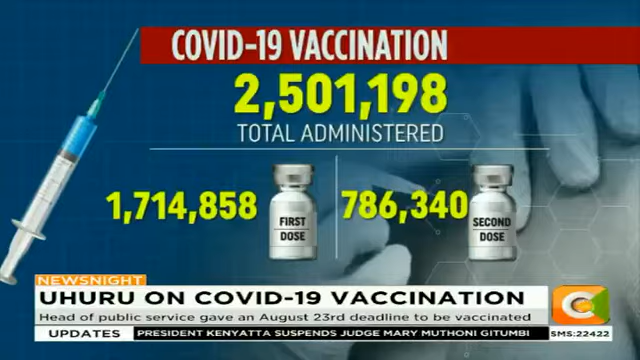 COVID-19 VACCINATION
2,501,198
TOTAL ADMINISTERED
1,714,858
FIRST
DOSE
786,340
SECOND
DOSE
NEWSNIGHT
UHURU ON COVID-19 VACCINATION
Head of public service gave an August 23rd deadline to be vaccinated
UPDATES
PRESIDENT KENYATTA SUSPENDS JUDGE MARY MUTHONI GITUMBI
SMS:22422